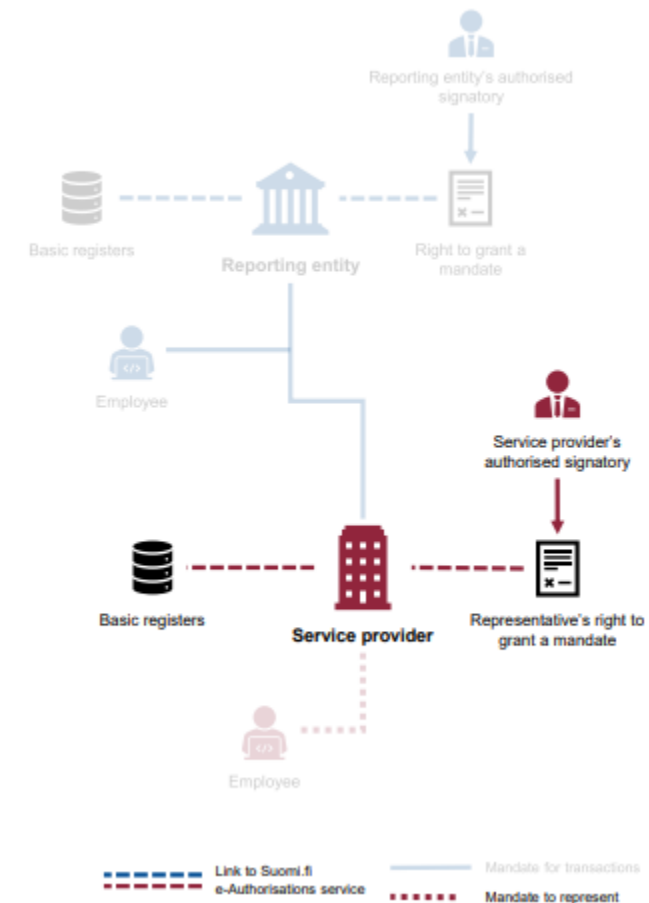 Reporting entity's authorised
signatory
Basic registers
Reporting entity
Right to grant a
mandate
Employee
Service provider's
authorised signatory
Basic registers
Service provider
Representative's right to
grant a mandate
Employee
Link to Suomi.fi
e-Authorisations service
Mandate for transactions
Mandate to represent